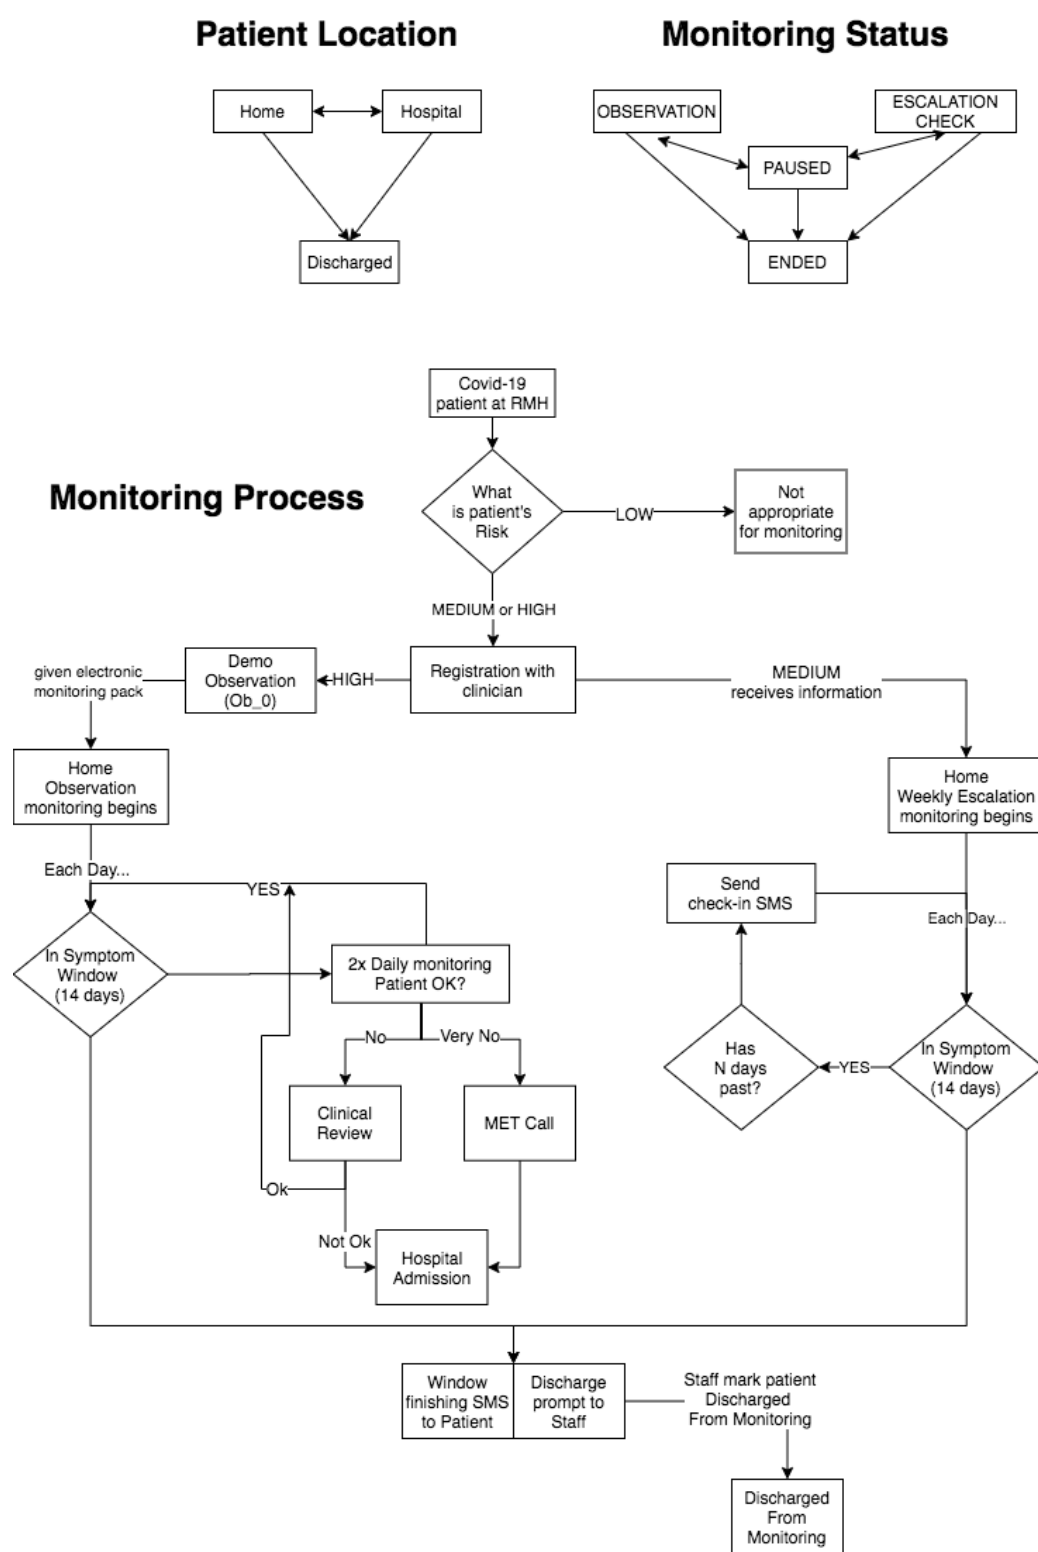 Patient Location
Monitoring Status
Home
Hospital
Discharged
OBSERVATION
ESCALATION
CHECK
PAUSED
ENDED
Monitoring Process
Covid-19
patient at RMH
What
is patient's
Risk
LOW
Not
appropriate
for monitoring
MEDIUM or HIGH
Registration with
clinician
HIGH
Demo
Observation
(Ob_0)
given electronic
monitoring pack
MEDIUM
receives information
Home
Observation
monitoring begins
Home
Weekly Escalation
monitoring begins
Each Day...
YES
In Symptom
Window
(14 days)
2x Daily monitoring
Patient OK?
No
Very No
Clinical
Review
MET Call
Ok
Not Ok
Hospital
Admission
Send
check-in SMS
Each Day...
Has
N days
past?
YES
In Symptom
Window
(14 days)
Window
finishing SMS
to Patient
Discharge
prompt to
Staff
Staff mark patient
Discharged
From Monitoring
Discharged
From
Monitoring